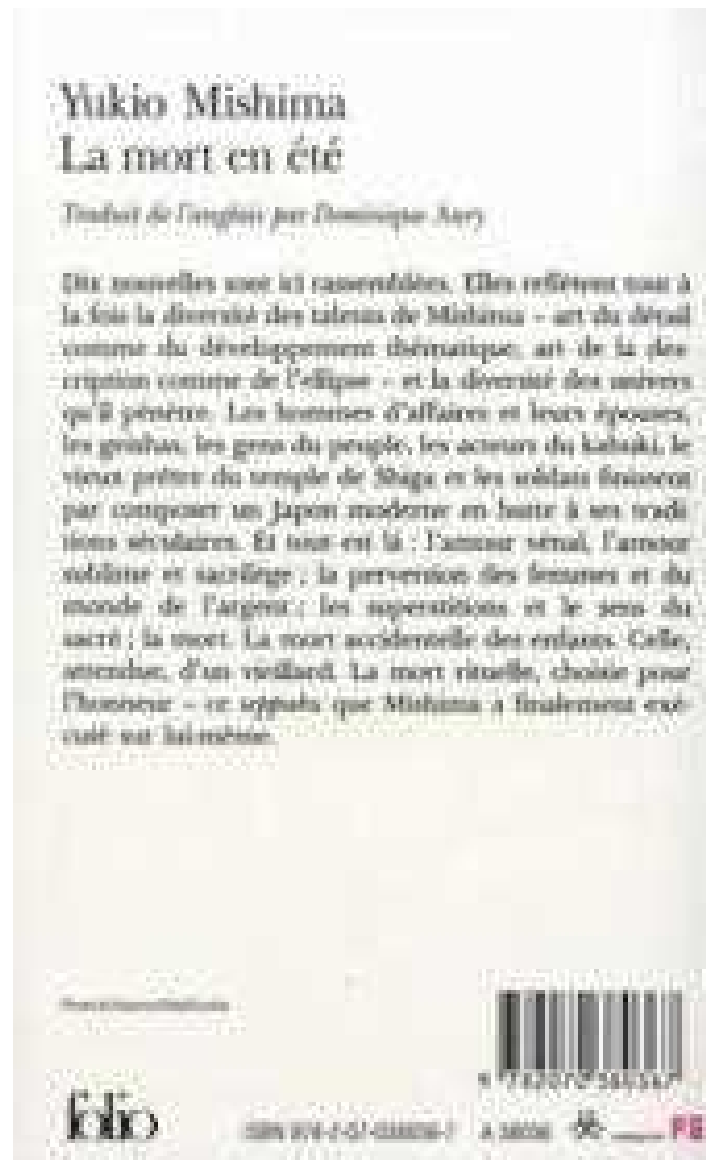 Yukio Mishima
La mort en été
Traduit de l'anglais par Dominique Aury
Dix nouvelles sont ici rassemblées. Elles reflètent tout à
la fois la diversité des talents de Mishima – art du détail
comme du développement thématique, art de la des-
cription comme de l'ellipse – et la diversité des univers
qu'il pénètre. Les hommes d'affaires et leurs épouses,
les geishas, les gens du peuple, les acteurs du kabuki, le
vieux prêtre du temple de Shiga et les soldats finissent
par composer un Japon moderne en butte à ses tradi-
tions séculaires. Et tout est là : l'amour vénal, l'amour
sublime et sacrilège ; la perversion des femmes et du
monde de l'argent ; les superstitions et le sens du
sacré ; la mort. La mort accidentelle des enfants. Celle,
attendue, d'un vieillard. La mort rituelle, choisie pour
l'honneur – ce seppuku que Mishima a finalement exé-
cuté sur lui-même.
folio
ISBN